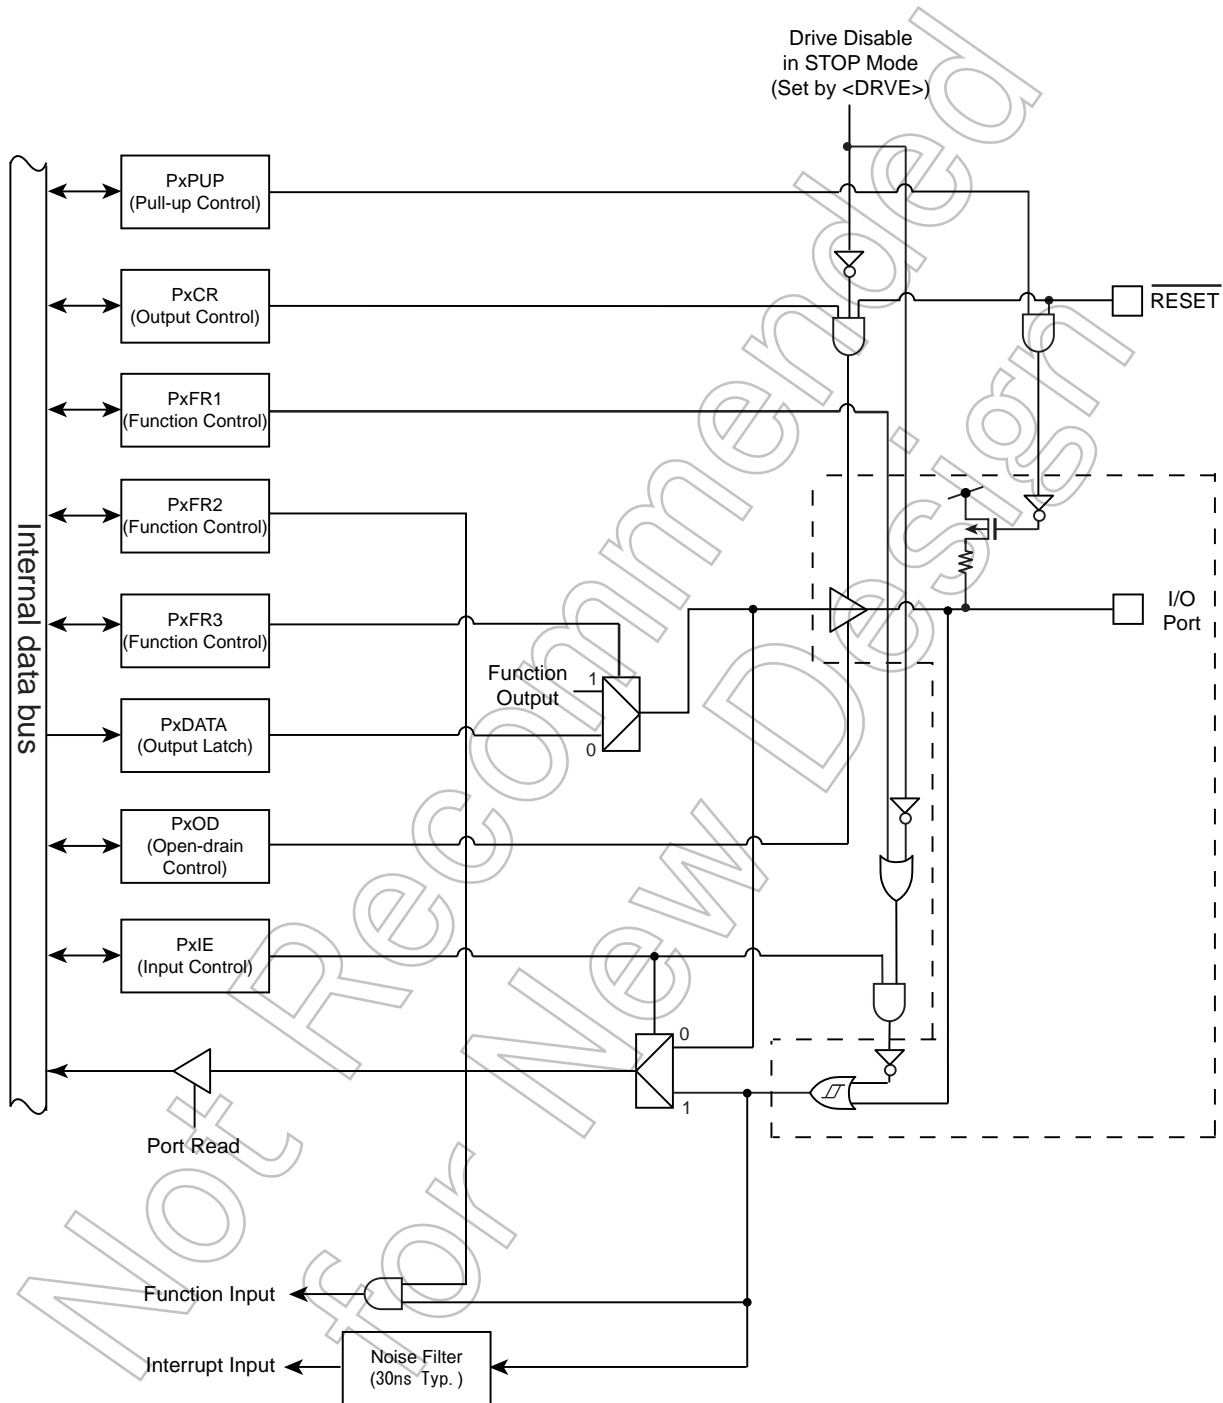 Drive Disable
in STOP Mode
(Set by <DRVE>)
PxPUP
(Pull-up Control)
PxCR
(Output Control)
RESET
PxFR1
(Function Control)
PxFR2
(Function Control)
Internal data bus
PxFR3
(Function Control)
I/O
Port
Function
Output
1
0
PxDATA
(Output Latch)
PxOD
(Open-drain
Control)
PxIE
(Input Control)
0
1
Port Read
Function Input
Interrupt Input
Noise Filter
(30ns Typ.)
Not Recommended
for New Design